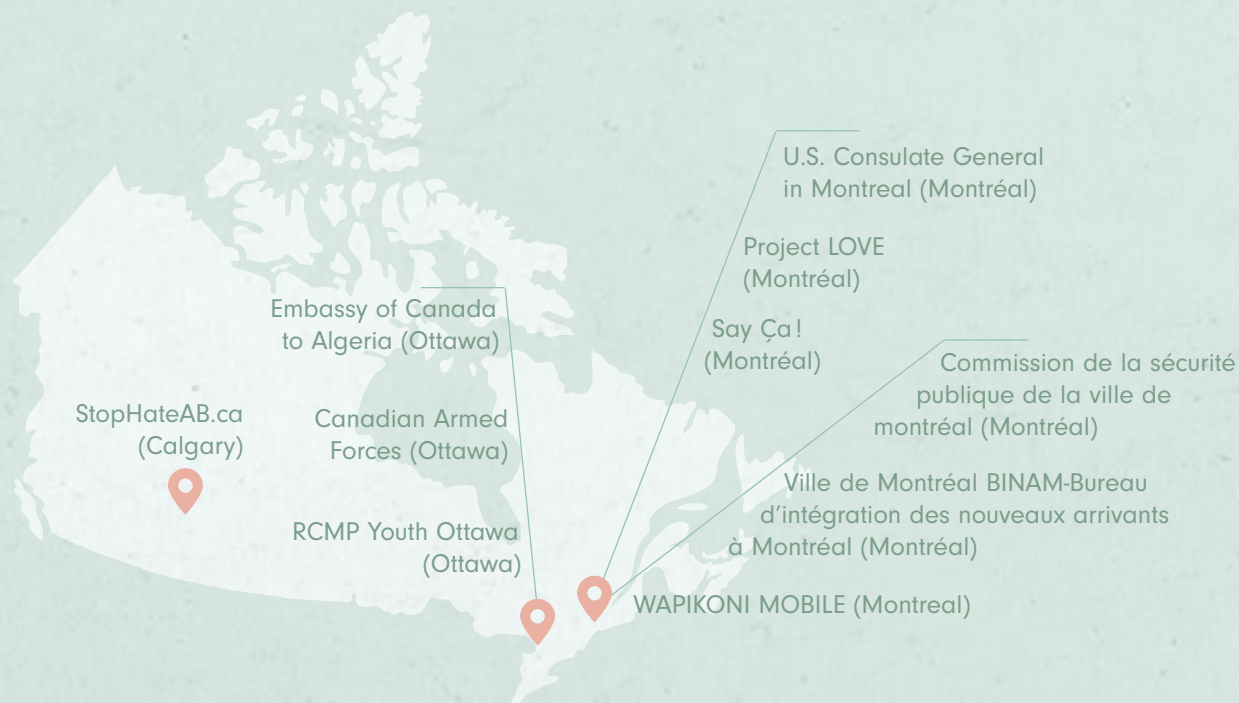 U.S. Consulate General
in Montreal (Montréal)
Project LOVE
(Montréal)
Say Ça!
(Montréal)
Embassy of Canada
to Algeria (Ottawa)
Commission de la sécurité
publique de la ville de
montréal (Montréal)
StopHateAB.ca
(Calgary)
Canadian Armed
Forces (Ottawa)
Ville de Montréal BINAM-Bureau
d'intégration des nouveaux arrivants
à Montréal (Montréal)
RCMP Youth Ottawa
(Ottawa)
WAPIKONI MOBILE (Montreal)